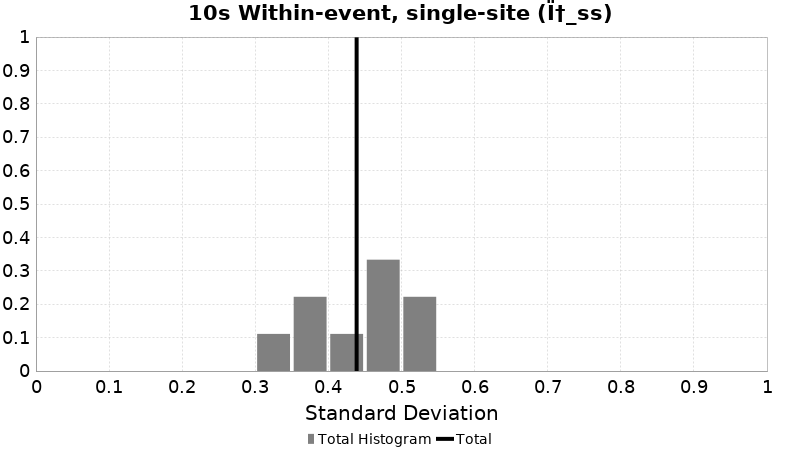 10s Within-event, single-site (Ï†_ss)
1
0.9
0.8
0.7
0.6
0.5
0.4
0.3
0.2
0.1
0
0 0.1 0.2 0.3 0.4 0.5 0.6 0.7 0.8 0.9 1
Standard Deviation
Total Histogram Total